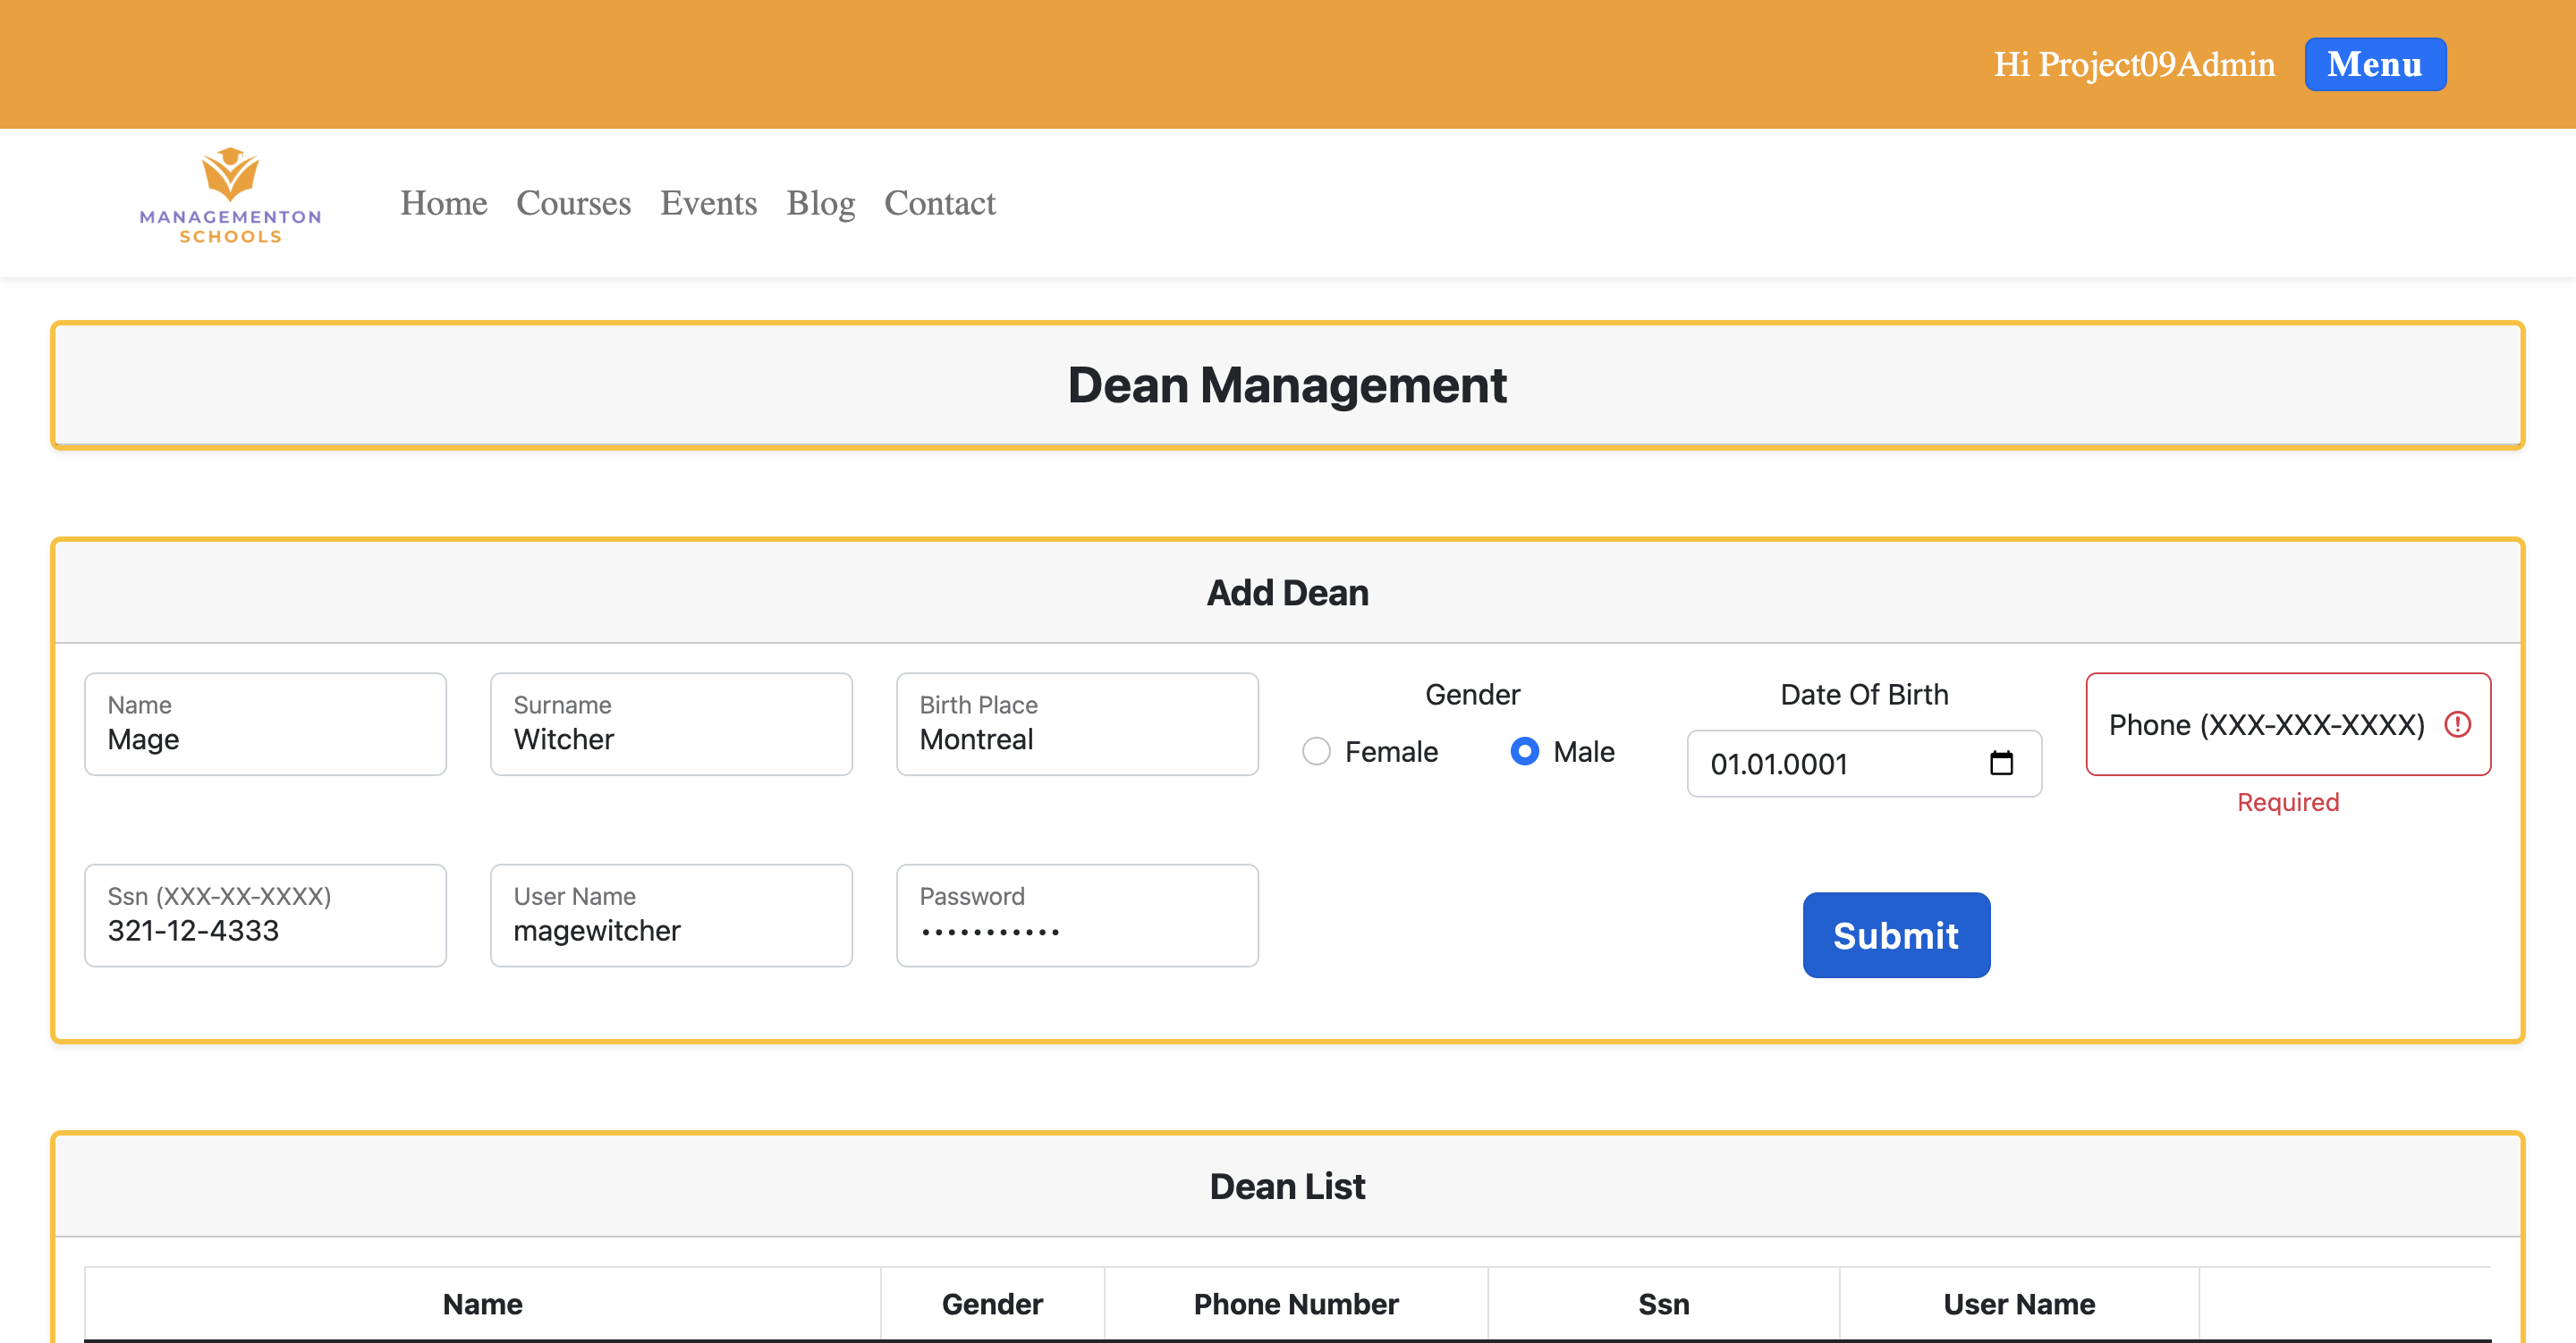 Hi Project09Admin Menu
MANAGEMENTON
SCHOOLS
Home Courses Events Blog Contact
Dean Management
Add Dean
Name
Mage
Surname
Witcher
Birth Place
Montreal
Gender
Female Male
Date Of Birth
01.01.0001
Phone (XXX-XXX-XXXX)
Required
Ssn (XXX-XX-XXXX)
321-12-4333
User Name
magewitcher
Password
•••••••••••
Submit
Dean List
Name Gender Phone Number Ssn User Name